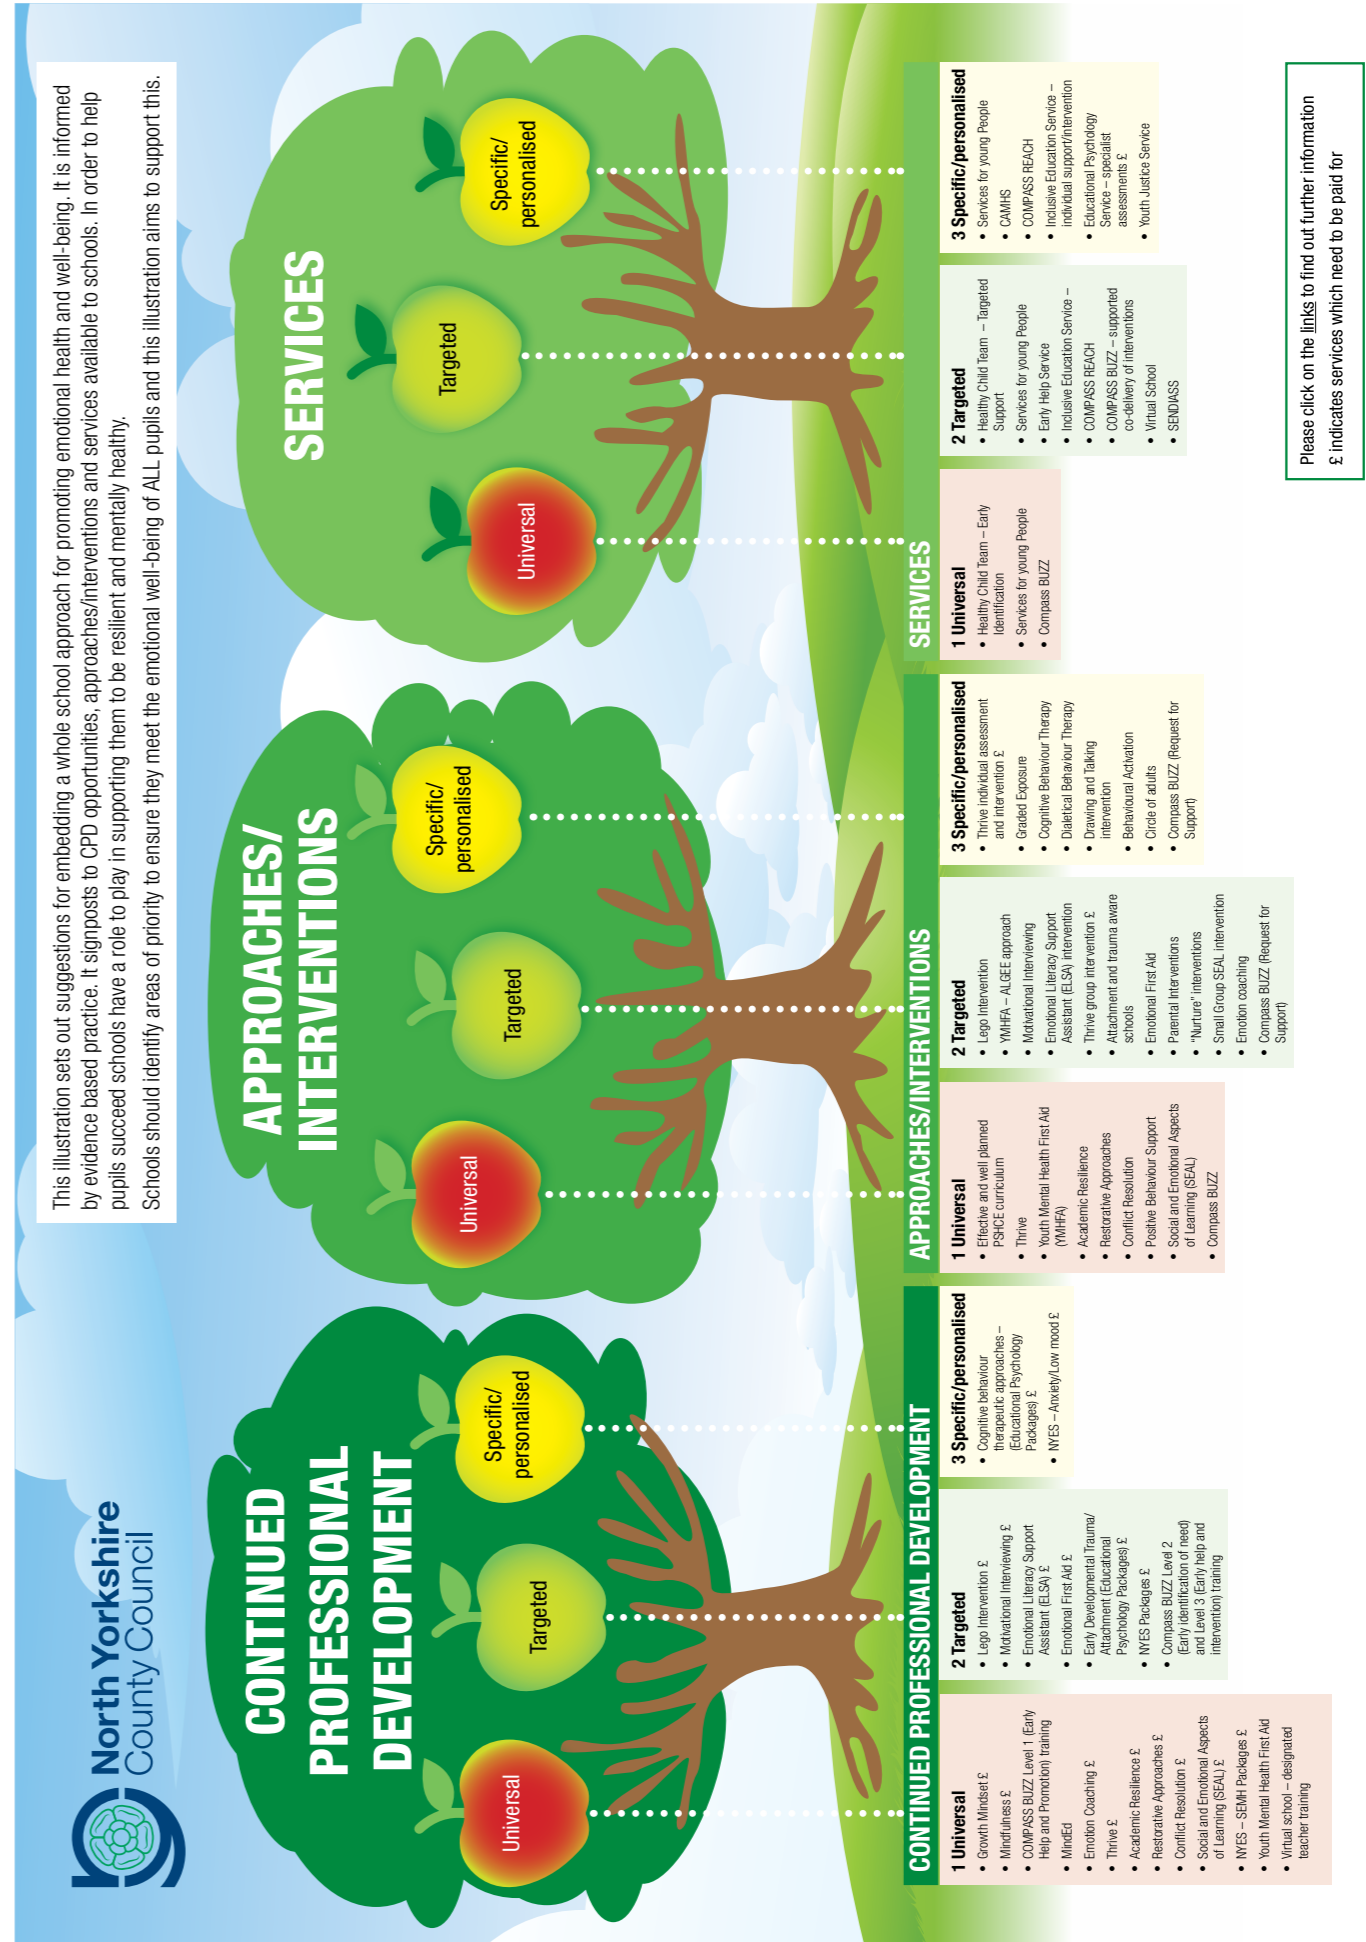 North Yorkshire
County Council
This illustration sets out suggestions for embedding a whole school approach for promoting emotional health and well-being. It is informed
by evidence based practice. It signposts to CPD opportunities, approaches/interventions and services available to schools. In order to help
pupils succeed schools have a role to play in supporting them to be resilient and mentally healthy.
Schools should identify areas of priority to ensure they meet the emotional well-being of ALL pupils and this illustration aims to support this.
CONTINUED
PROFESSIONAL
DEVELOPMENT
Universal
Targeted
Specific/
personalised
APPROACHES/
INTERVENTIONS
Universal
Targeted
Specific/
personalised
SERVICES
Universal
Targeted
Specific/
personalised
CONTINUED PROFESSIONAL DEVELOPMENT
1 Universal
• Growth Mindset £
• Mindfulness £
• COMPASS BUZZ Level 1 (Early
Help and Promotion) training
• MindEd
• Emotion Coaching £
• Thrive £
• Academic Resilience £
• Restorative Approaches £
• Conflict Resolution £
• Social and Emotional Aspects
of Learning (SEAL) £
• NYES – SEMH Packages £
• Youth Mental Health First Aid
• Virtual school – designated
teacher training
2 Targeted
• Lego Intervention £
• Motivational Interviewing £
• Emotional Literacy Support
Assistant (ELSA) £
• Emotional First Aid £
• Early Developmental Trauma/
Attachment (Educational
Psychology Packages) £
• NYES Packages £
• Compass BUZZ Level 2
(Early identification of need)
and Level 3 (Early help and
intervention) training
3 Specific/personalised
• Cognitive behaviour
therapeutic approaches –
(Educational Psychology
Packages) £
• NYES – Anxiety/Low mood £
APPROACHES/INTERVENTIONS
1 Universal
• Effective and well planned
PSHCE curriculum
• Thrive
• Youth Mental Health First Aid
(YMHFA)
• Academic Resilience
• Restorative Approaches
• Conflict Resolution
• Positive Behaviour Support
• Social and Emotional Aspects
of Learning (SEAL)
• Compass BUZZ
2 Targeted
• Lego Intervention
• YMHFA – ALGEE approach
• Motivational Interviewing
• Emotional Literacy Support
Assistant (ELSA) intervention
• Thrive group intervention £
• Attachment and trauma aware
schools
• Emotional First Aid
• Parental Interventions
• "Nurture" interventions
• Small Group SEAL intervention
• Emotion coaching
• Compass BUZZ (Request for
Support)
3 Specific/personalised
• Thrive individual assessment
and intervention £
• Graded Exposure
• Cognitive Behaviour Therapy
• Dialetical Behaviour Therapy
• Drawing and Talking
intervention
• Behavioural Activation
• Circle of adults
• Compass BUZZ (Request for
Support)
SERVICES
1 Universal
• Healthy Child Team – Early
Identification
• Services for young People
• Compass BUZZ
2 Targeted
• Healthy Child Team – Targeted
Support
• Services for young People
• Early Help Service
• Inclusive Education Service –
• COMPASS REACH
• COMPASS BUZZ – supported
co-delivery of interventions
• Virtual School
• SENDIASS
3 Specific/personalised
• Services for young People
• CAMHS
• COMPASS REACH
• Inclusive Education Service –
individual support/intervention
• Educational Psychology
Service – specialist
assessments £
• Youth Justice Service
Please click on the links to find out further information
£ indicates services which need to be paid for